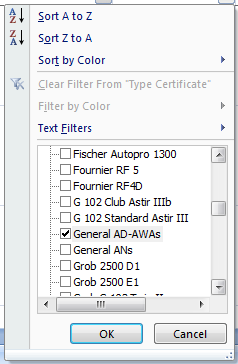 Sort A to Z
Sort Z to A
Sort by Color
Clear Filter From "Type Certificate"
Filter by Color
Text Filters
Fischer Autopro 1300
Fournier RF 5
Fournier RF4D
G 102 Club Astir IIIb
G 102 Standard Astir III
General AD-AWAs
General ANs
Grob 2500 D1
Grob 2500 E1
OK Cancel